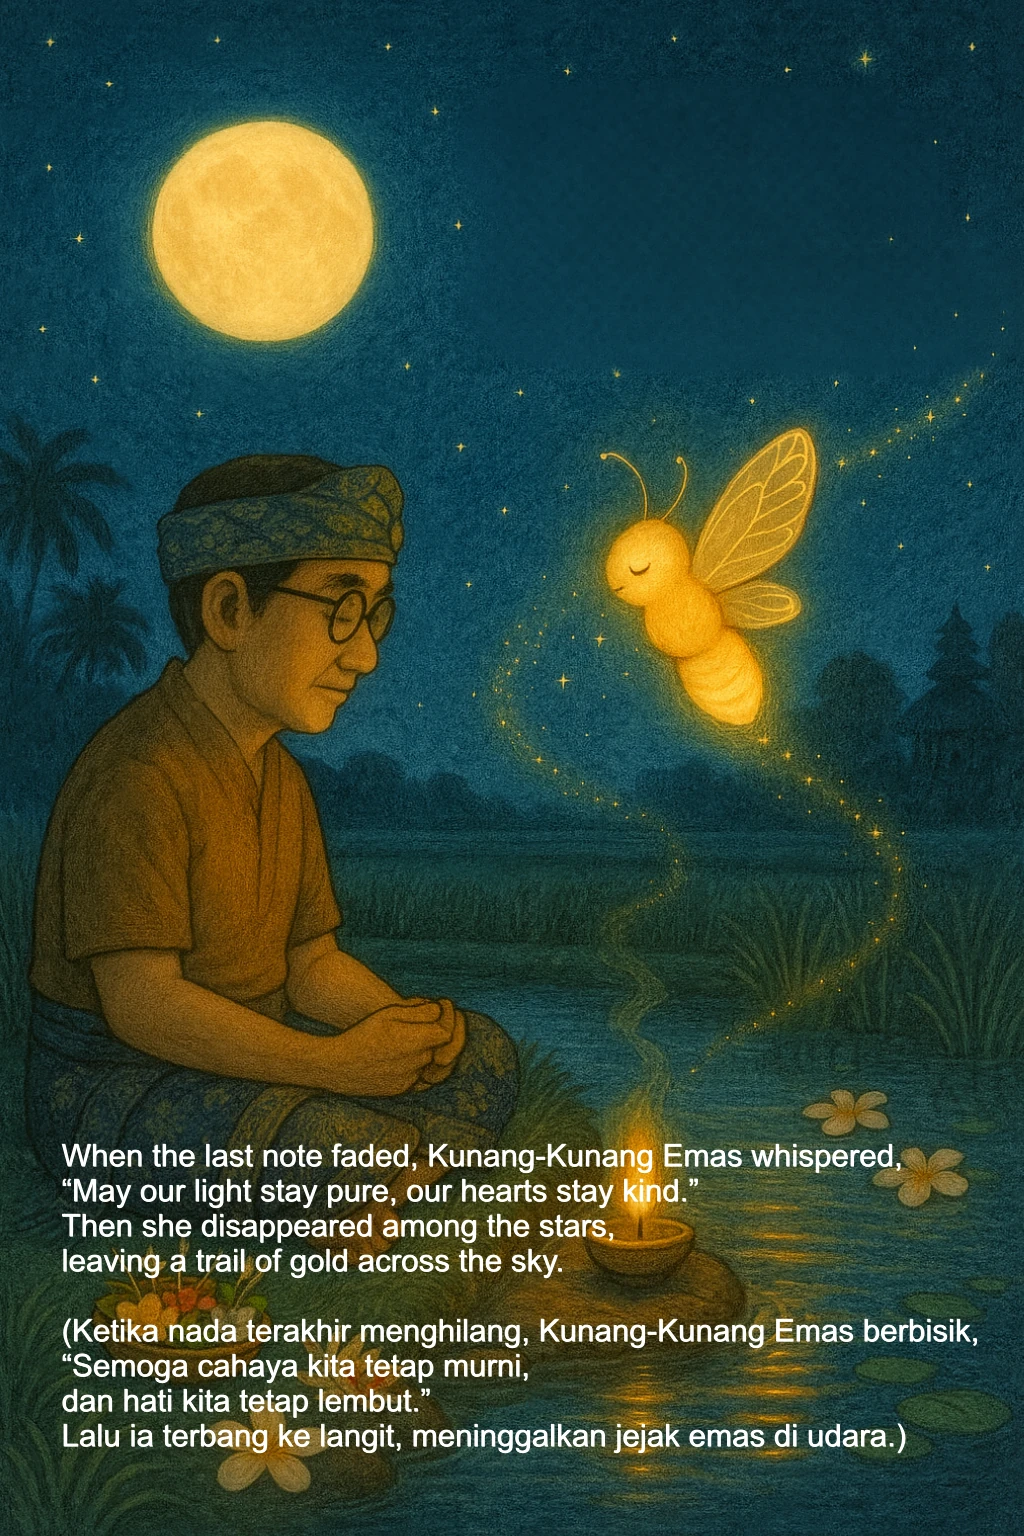 When the last note faded, Kunang-Kunang Emas whispered,
“May our light stay pure, our hearts stay kind.”
Then she disappeared among the stars,
leaving a trail of gold across the sky.
(Ketika nada terakhir menghilang, Kunang-Kunang Emas berbisik,
“Semoga cahaya kita tetap murni,
dan hati kita tetap lembut.”
Lalu ia terbang ke langit, meninggalkan jejak emas di udara.)